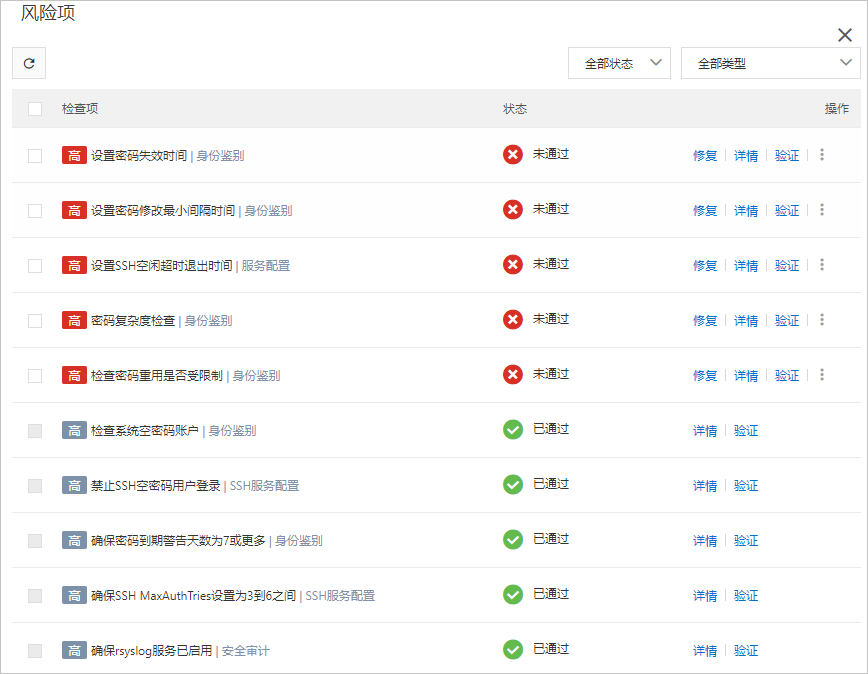 风险项
全部状态 全部类型
检查项 状态 操作
高 设置密码失效时间 | 身份鉴别 未通过 修复 详情 验证
高 设置密码修改最小间隔时间 | 身份鉴别 未通过 修复 详情 验证
高 设置SSH空闲超时退出时间 | 服务配置 未通过 修复 详情 验证
高 密码复杂度检查 | 身份鉴别 未通过 修复 详情 验证
高 检查密码重用是否受限制 | 身份鉴别 未通过 修复 详情 验证
高 检查系统空密码账户 | 身份鉴别 已通过 详情 验证
高 禁止SSH空密码用户登录 | SSH服务配置 已通过 详情 验证
高 确保密码到期警告天数为7或更多 | 身份鉴别 已通过 详情 验证
高 确保SSH MaxAuthTries设置为3到6之间 | SSH服务配置 已通过 详情 验证
高 确保rsyslog服务已启用 | 安全审计 已通过 详情 验证